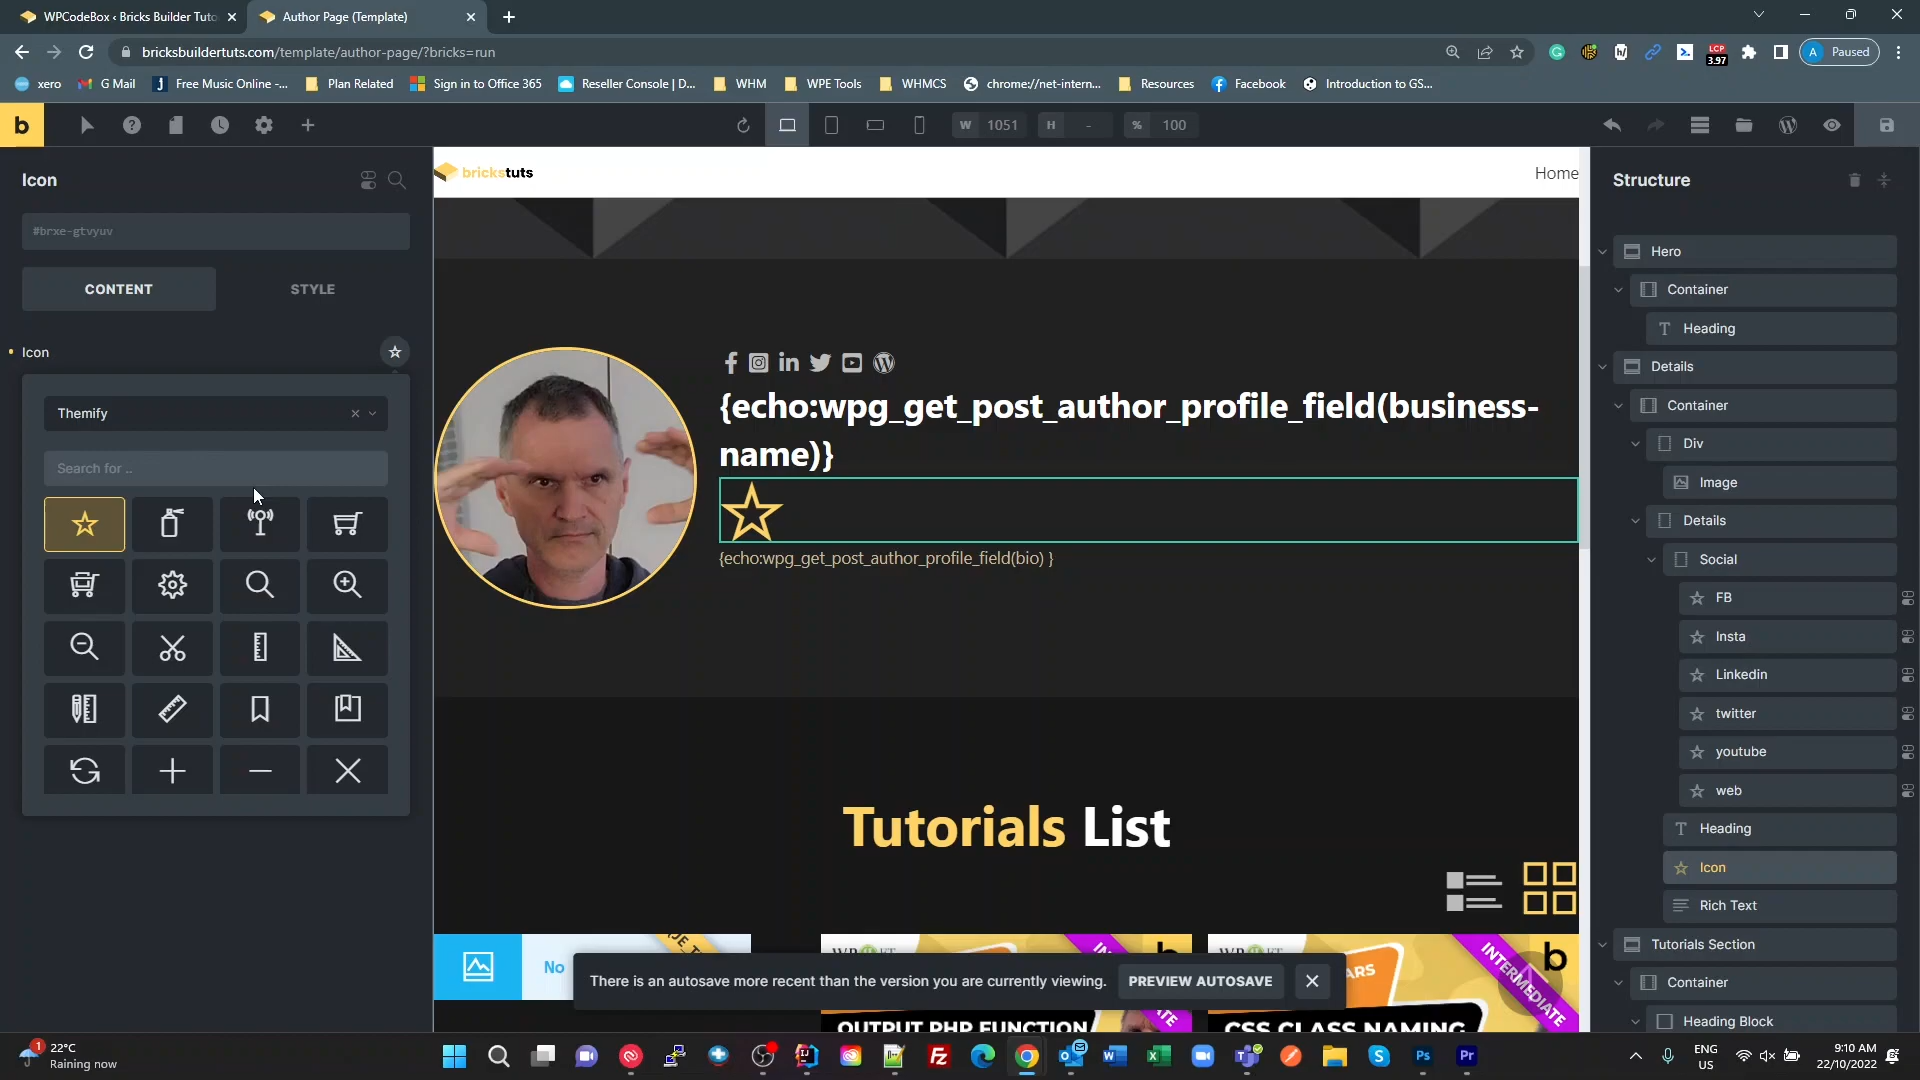 WPCodeBox ‹ Bricks Builder Tuto
Author Page (Template)
bricksbuildertuts.com/template/author-page/?bricks=run
LCP
3.97
A
Paused
xero
G Mail
Free Music Online -...
Plan Related
Sign in to Office 365
Reseller Console | D...
WHM
WPE Tools
WHMCS
chrome://net-intern...
Resources
Facebook
Introduction to GS...
b
W 1051
H -
% 100
Icon
#brxe-gtvyuv
CONTENT
STYLE
Icon
Themify
Search for ..
brickstuts
Home
{echo:wpg_get_post_author_profile_field(business-
name)}
{echo:wpg_get_post_author_profile_field(bio) }
Tutorials List
No
INTERMEDIATE
b
OUTPUT PHP FUNCTION
CSS CLASS NAMING
There is an autosave more recent than the version you are currently viewing.
PREVIEW AUTOSAVE
Structure
Hero
Container
Heading
Details
Container
Div
Image
Details
Social
FB
Insta
Linkedin
twitter
youtube
web
Heading
Icon
Rich Text
Tutorials Section
Container
Heading Block
1
22°C
Raining now
Ps
Pr
ENG
US
9:10 AM
22/10/2022